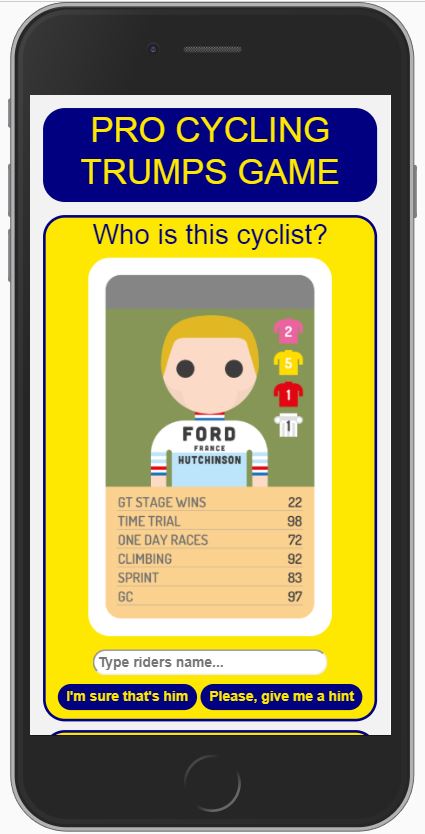 PRO CYCLING
TRUMPS GAME
Who is this cyclist?
2
5
1
1
FORD
FRANCE
HUTCHINSON
GT STAGE WINS 22
TIME TRIAL 98
ONE DAY RACES 72
CLIMBING 92
SPRINT 83
GC 97
Type riders name...
I'm sure that's him Please, give me a hint